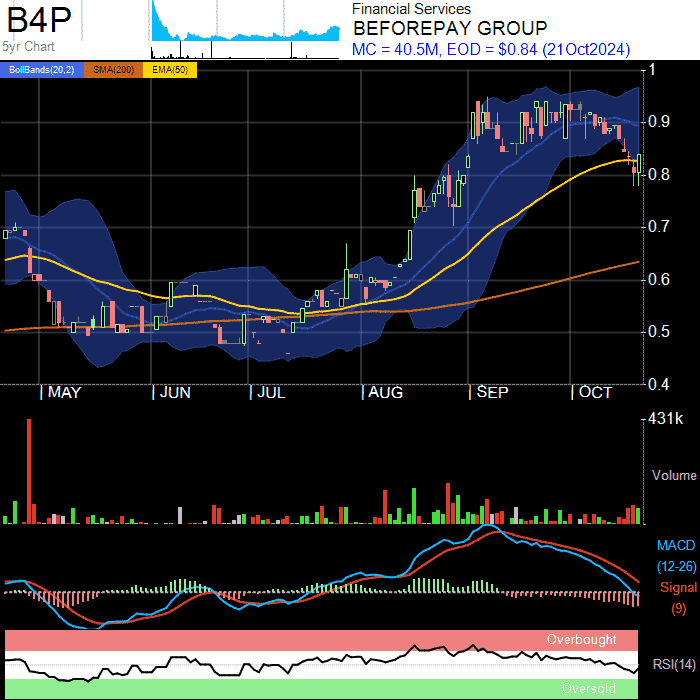 B4P
5yr Chart
Financial Services
BEFOREPAY GROUP
MC = 40.5M, EOD = $0.84 (21Oct2024)
BollBands(20,2) SMA(200) EMA(50)
1
0.9
0.8
0.7
0.6
0.5
0.4
MAY JUN JUL AUG SEP OCT
431k
Volume
MACD
(12-26)
Signal
(9)
Overbought
RSI(14)
Oversold